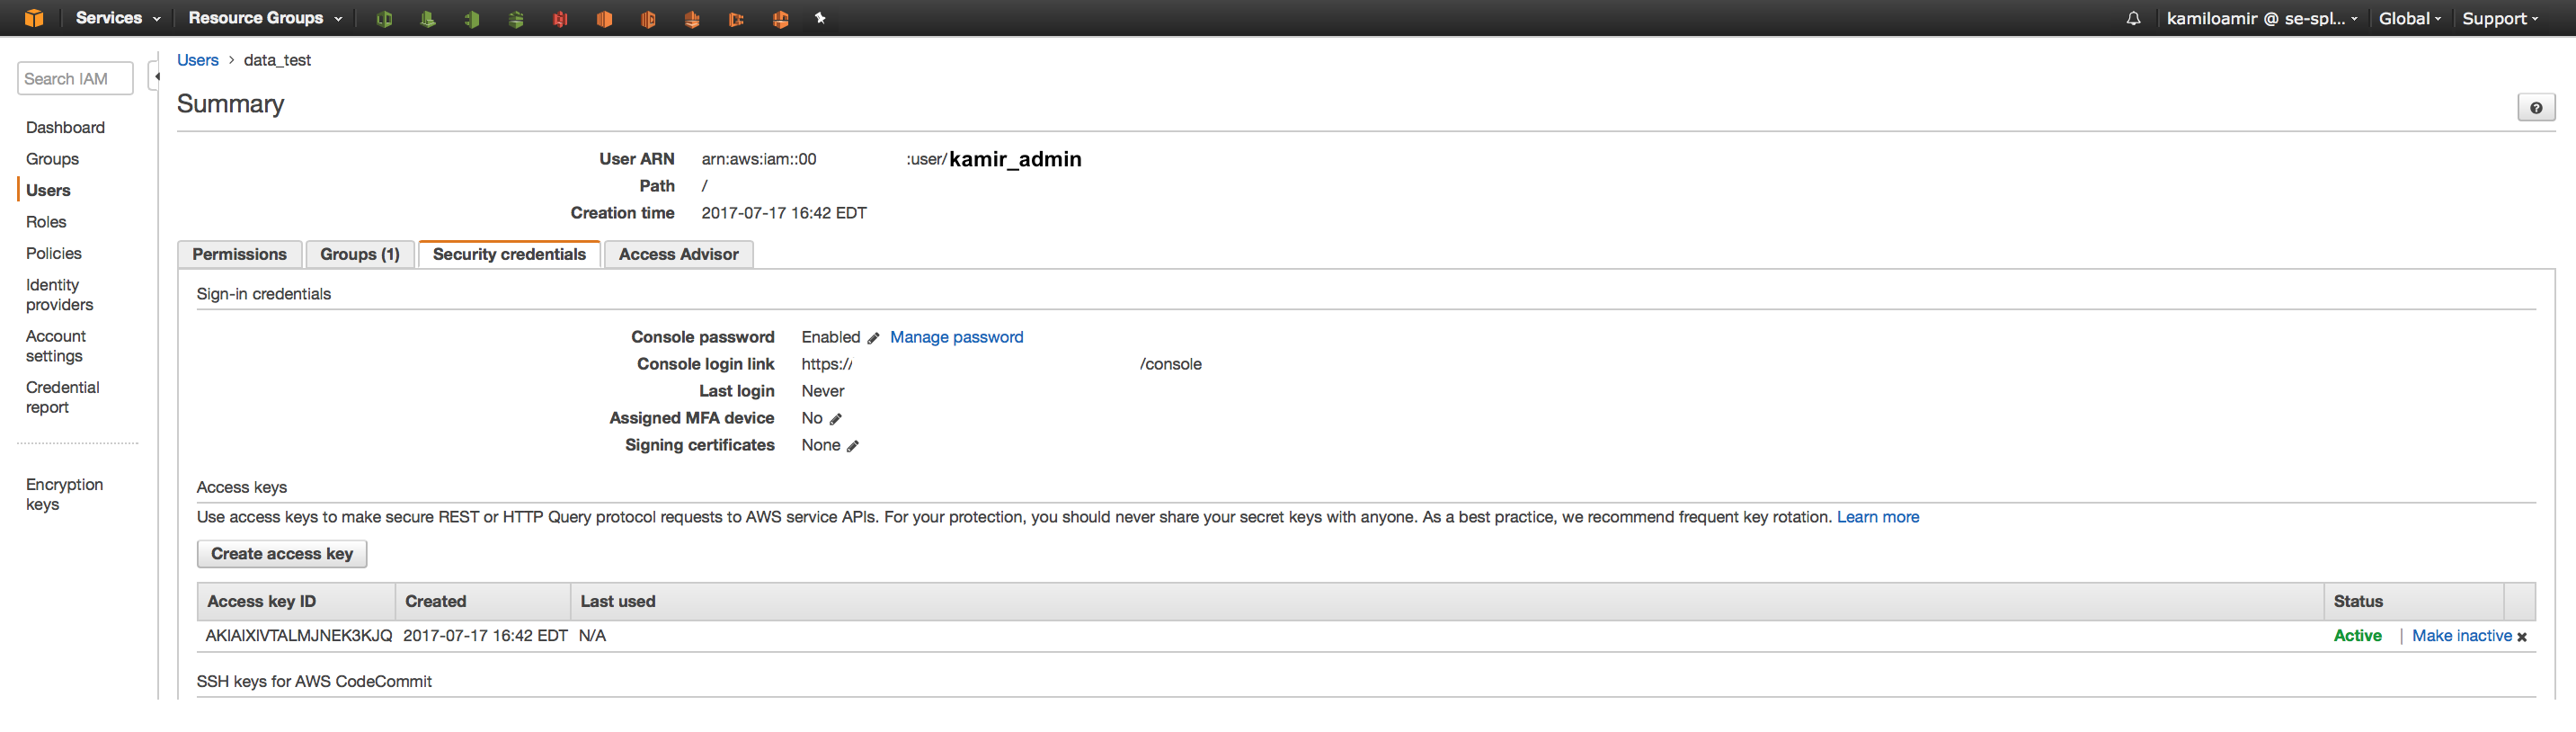 Services Resource Groups kamiloamir @ se-spl... Global Support
Search IAM
Dashboard
Groups
Users
Roles
Policies
Identity
providers
Account
settings
Credential
report
Encryption
keys
Users > data_test
Summary
User ARN arn:aws:iam::00 :user/kamir_admin
Path /
Creation time 2017-07-17 16:42 EDT
Permissions Groups (1) Security credentials Access Advisor
Sign-in credentials
Console password Enabled Manage password
Console login link https:// /console
Last login Never
Assigned MFA device No
Signing certificates None
Access keys
Use access keys to make secure REST or HTTP Query protocol requests to AWS service APIs. For your protection, you should never share your secret keys with anyone. As a best practice, we recommend frequent key rotation. Learn more
Create access key
Access key ID Created Last used Status
AKIAIXIVTALMJNEK3KJQ 2017-07-17 16:42 EDT N/A Active | Make inactive
SSH keys for AWS CodeCommit